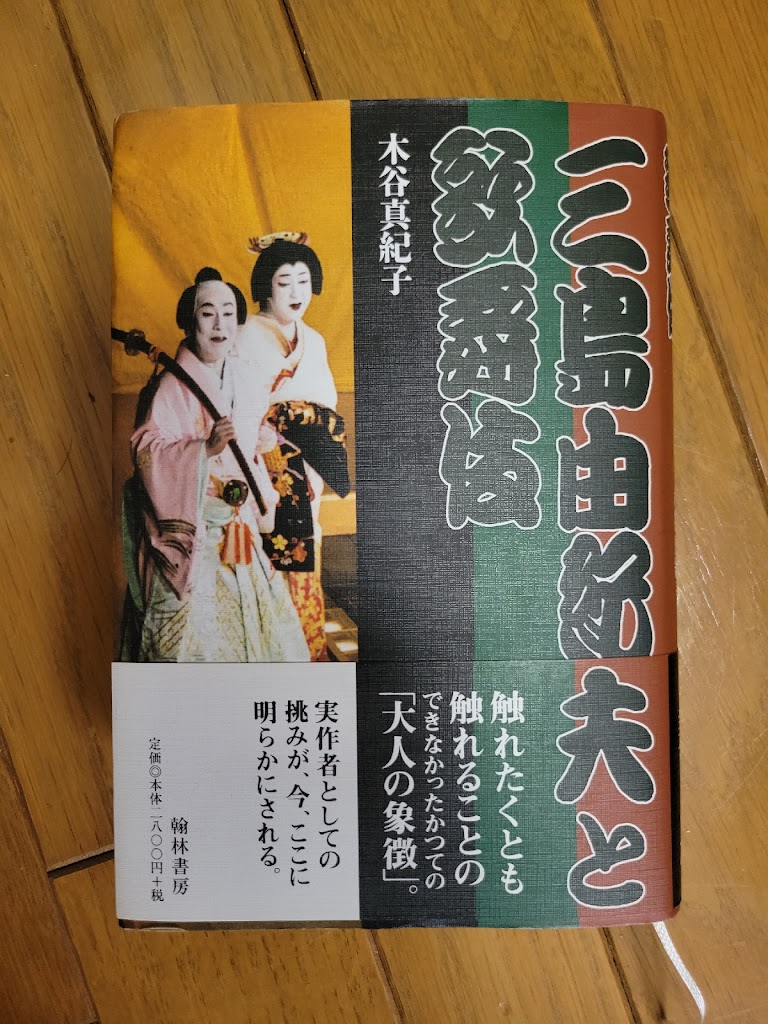 三島由紀夫と
歌舞伎
木谷真紀子
触れたくとも
触れることの
できなかったかつての
「大人の象徴」。
実作者としての
挑みが、今、ここに
明らかにされる。
翰林書房
定価◎本体二八〇〇円+税